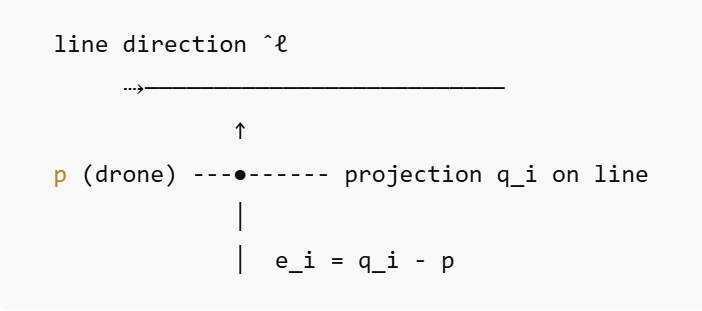 line direction ˆℓ
⇢──────────────────────────
↑
p (drone) ---●------ projection q_i on line
│
│ e_i = q_i - p